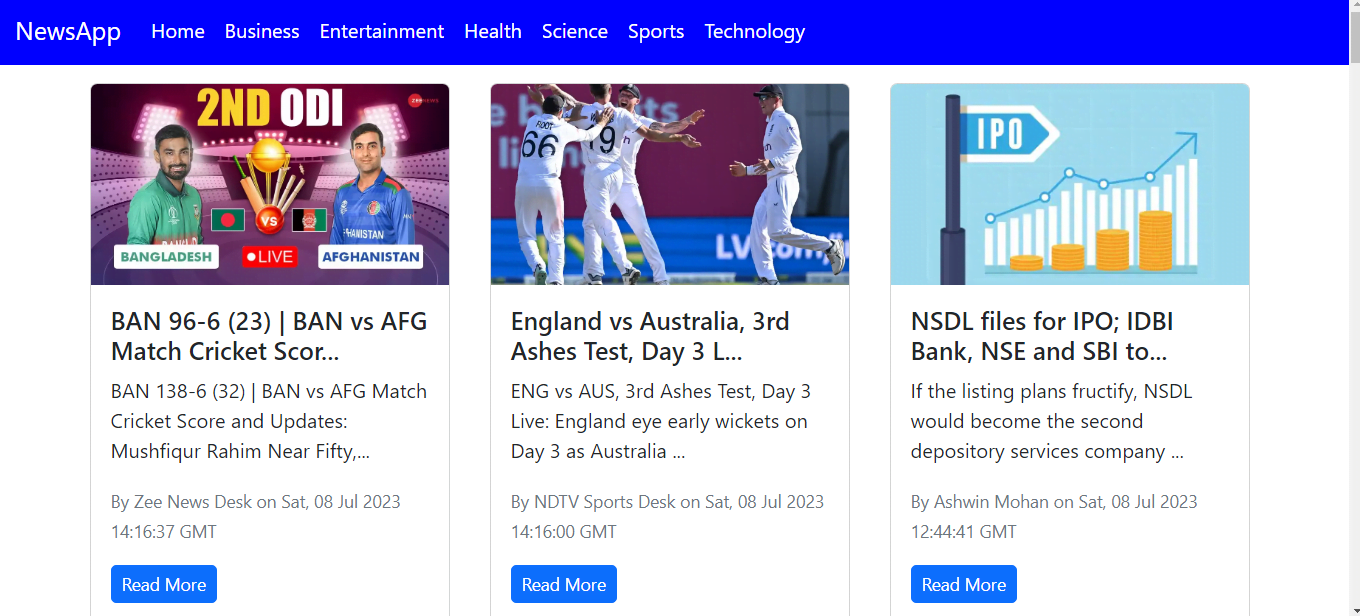 NewsApp Home Business Entertainment Health Science Sports Technology
2ND ODI
ZEE NEWS
VS
BANGLADESH
LIVE
AFGHANISTAN
AFGHANISTAN
BAN 96-6 (23) | BAN vs AFG
Match Cricket Scor...
BAN 138-6 (32) | BAN vs AFG Match
Cricket Score and Updates:
Mushfiqur Rahim Near Fifty,...
By Zee News Desk on Sat, 08 Jul 2023
14:16:37 GMT
Read More
ROOT
66
9
England vs Australia, 3rd
Ashes Test, Day 3 L...
ENG vs AUS, 3rd Ashes Test, Day 3
Live: England eye early wickets on
Day 3 as Australia ...
By NDTV Sports Desk on Sat, 08 Jul 2023
14:16:00 GMT
Read More
IPO
NSDL files for IPO; IDBI
Bank, NSE and SBI to...
If the listing plans fructify, NSDL
would become the second
depository services company ...
By Ashwin Mohan on Sat, 08 Jul 2023
12:44:41 GMT
Read More